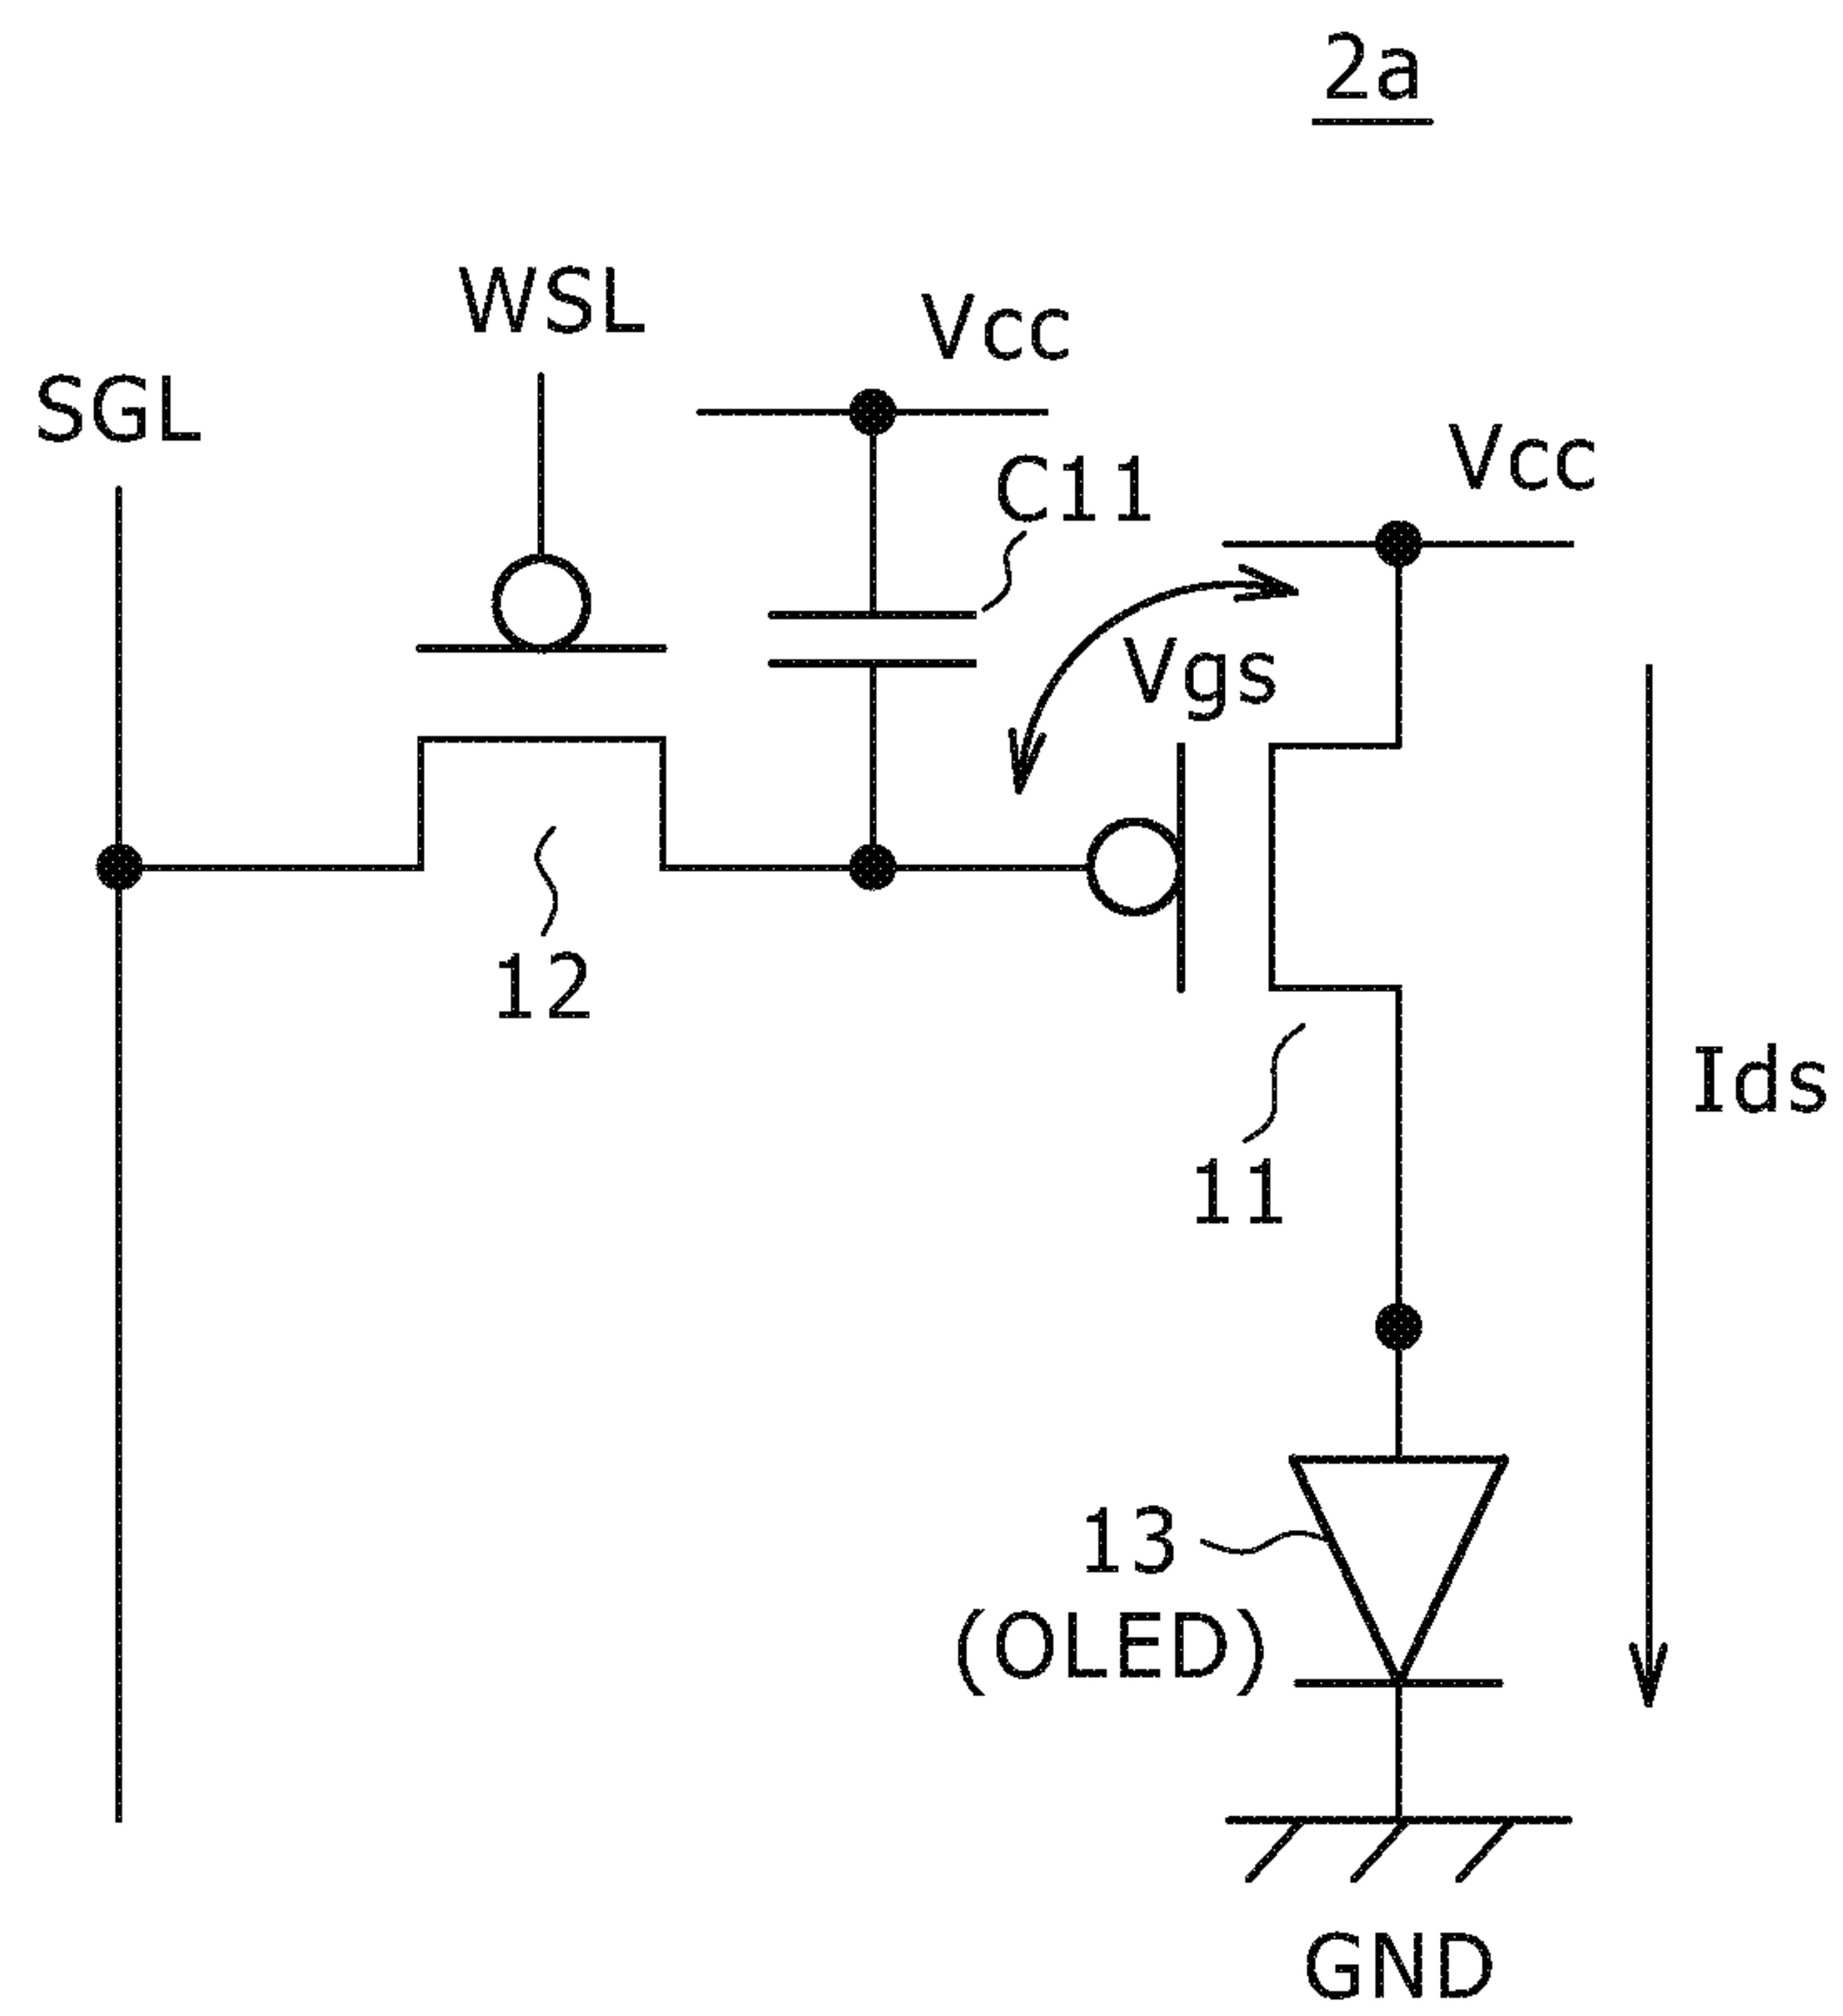 2a
WSL
Vcc
SGL
Vcc
C11
Vgs
12
Ids
11
13
(OLED)
GND